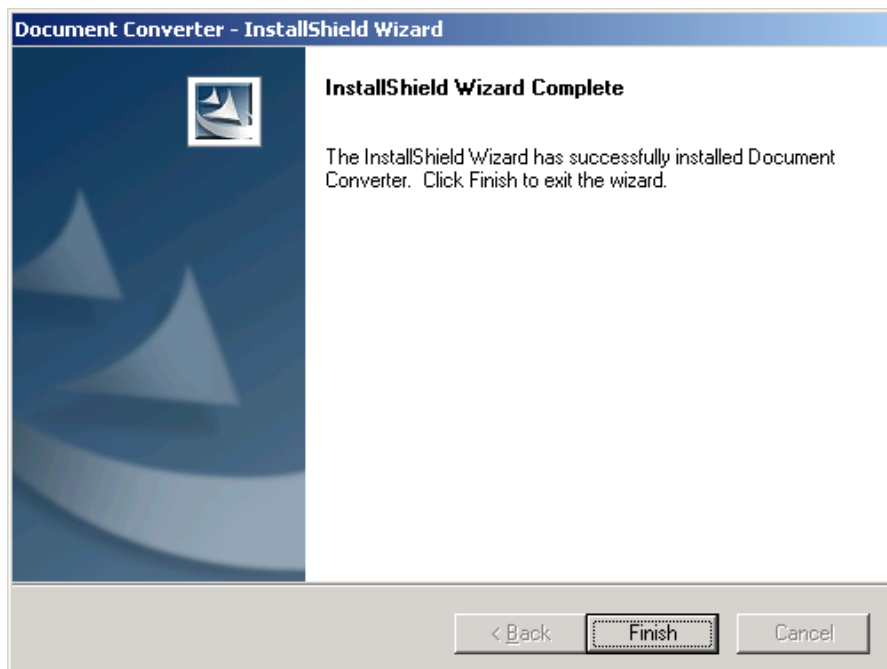 Document Converter - InstallShield Wizard
InstallShield Wizard Complete
The InstallShield Wizard has successfully installed Document
Converter. Click Finish to exit the wizard.
< Back Finish Cancel